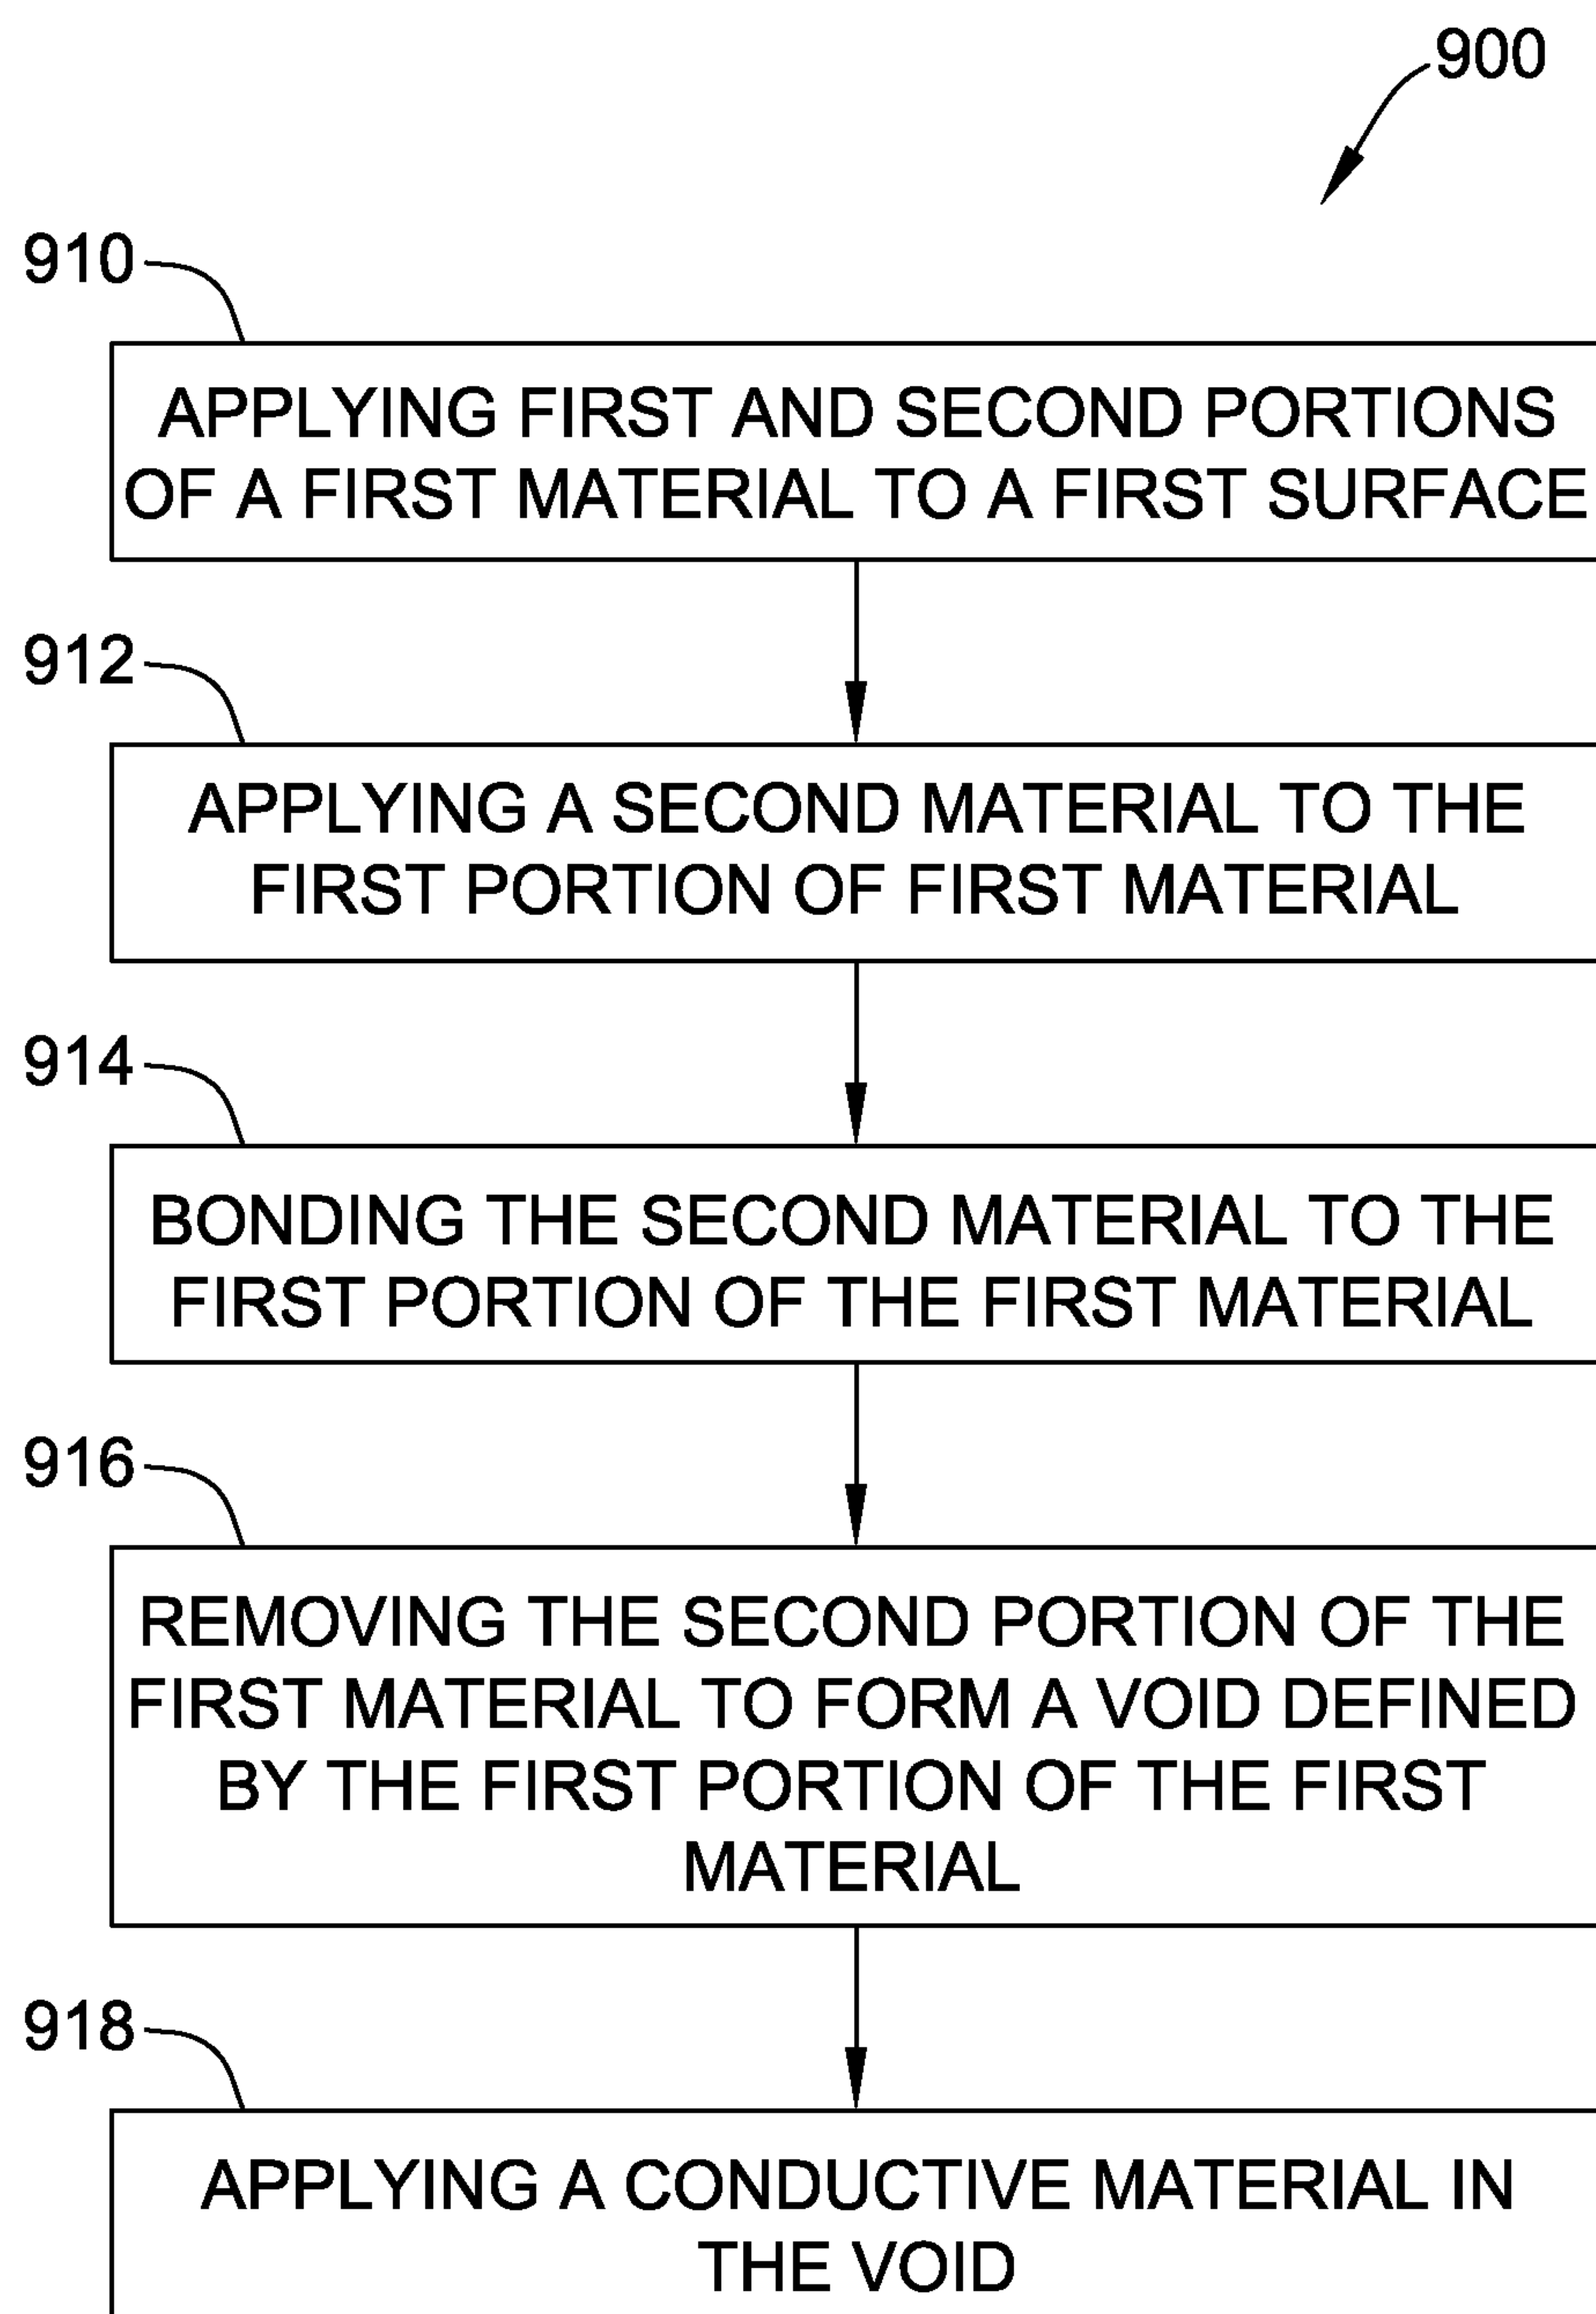 900
910
APPLYING FIRST AND SECOND PORTIONS
OF A FIRST MATERIAL TO A FIRST SURFACE
912
APPLYING A SECOND MATERIAL TO THE
FIRST PORTION OF FIRST MATERIAL
914
BONDING THE SECOND MATERIAL TO THE
FIRST PORTION OF THE FIRST MATERIAL
916
REMOVING THE SECOND PORTION OF THE
FIRST MATERIAL TO FORM A VOID DEFINED
BY THE FIRST PORTION OF THE FIRST
MATERIAL
918
APPLYING A CONDUCTIVE MATERIAL IN
THE VOID